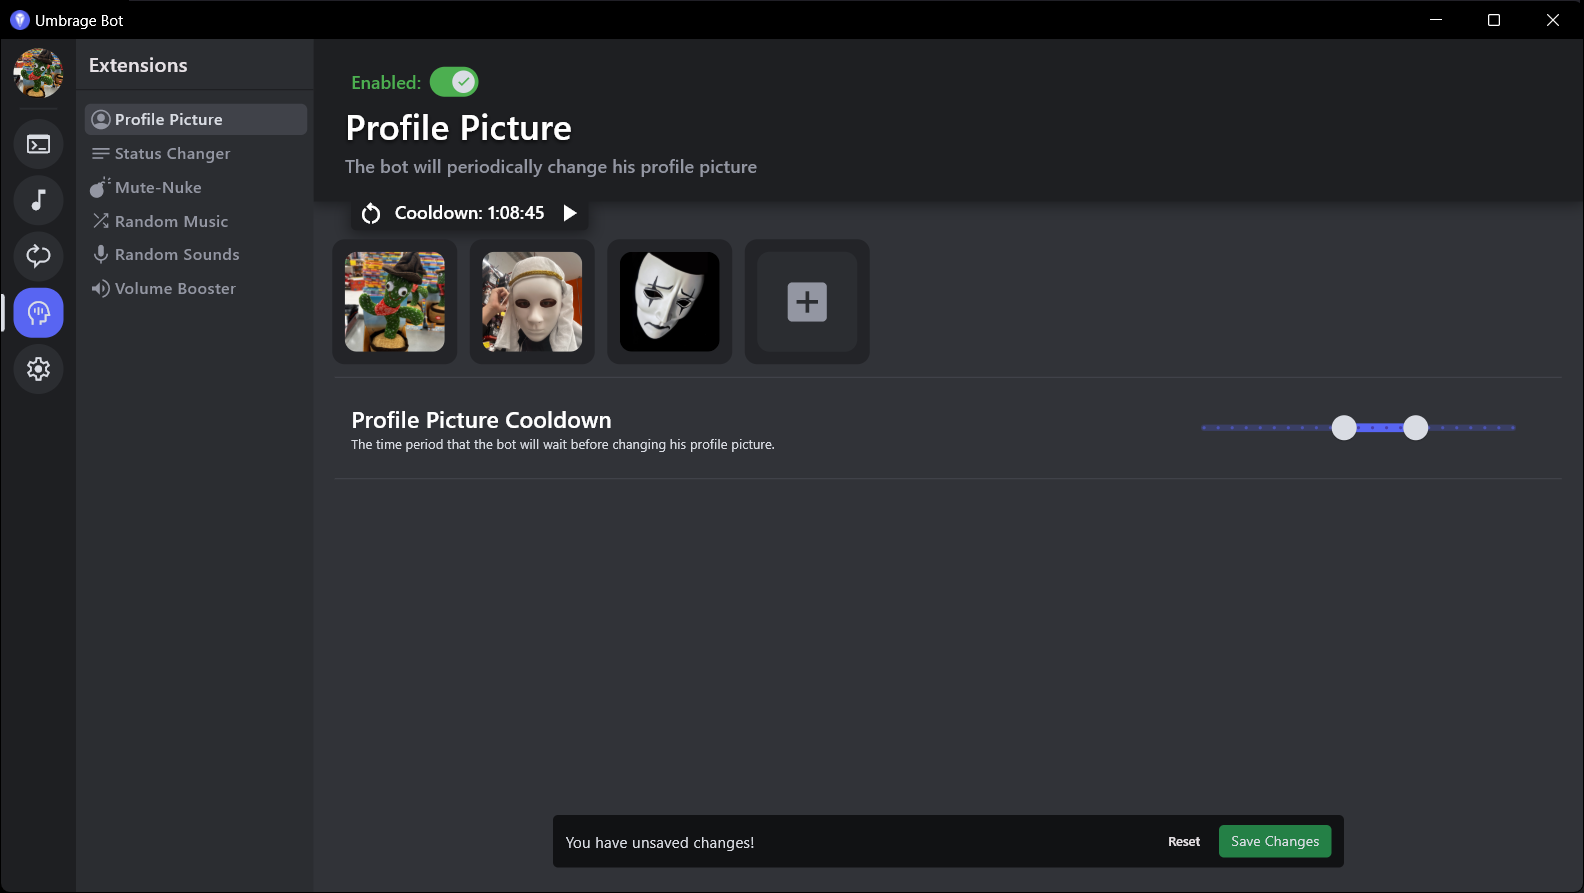 Umbrage Bot
Extensions
Profile Picture
Status Changer
Mute-Nuke
Random Music
Random Sounds
Volume Booster
Enabled:
Profile Picture
The bot will periodically change his profile picture
Cooldown: 1:08:45
Profile Picture Cooldown
The time period that the bot will wait before changing his profile picture.
You have unsaved changes!
Reset
Save Changes